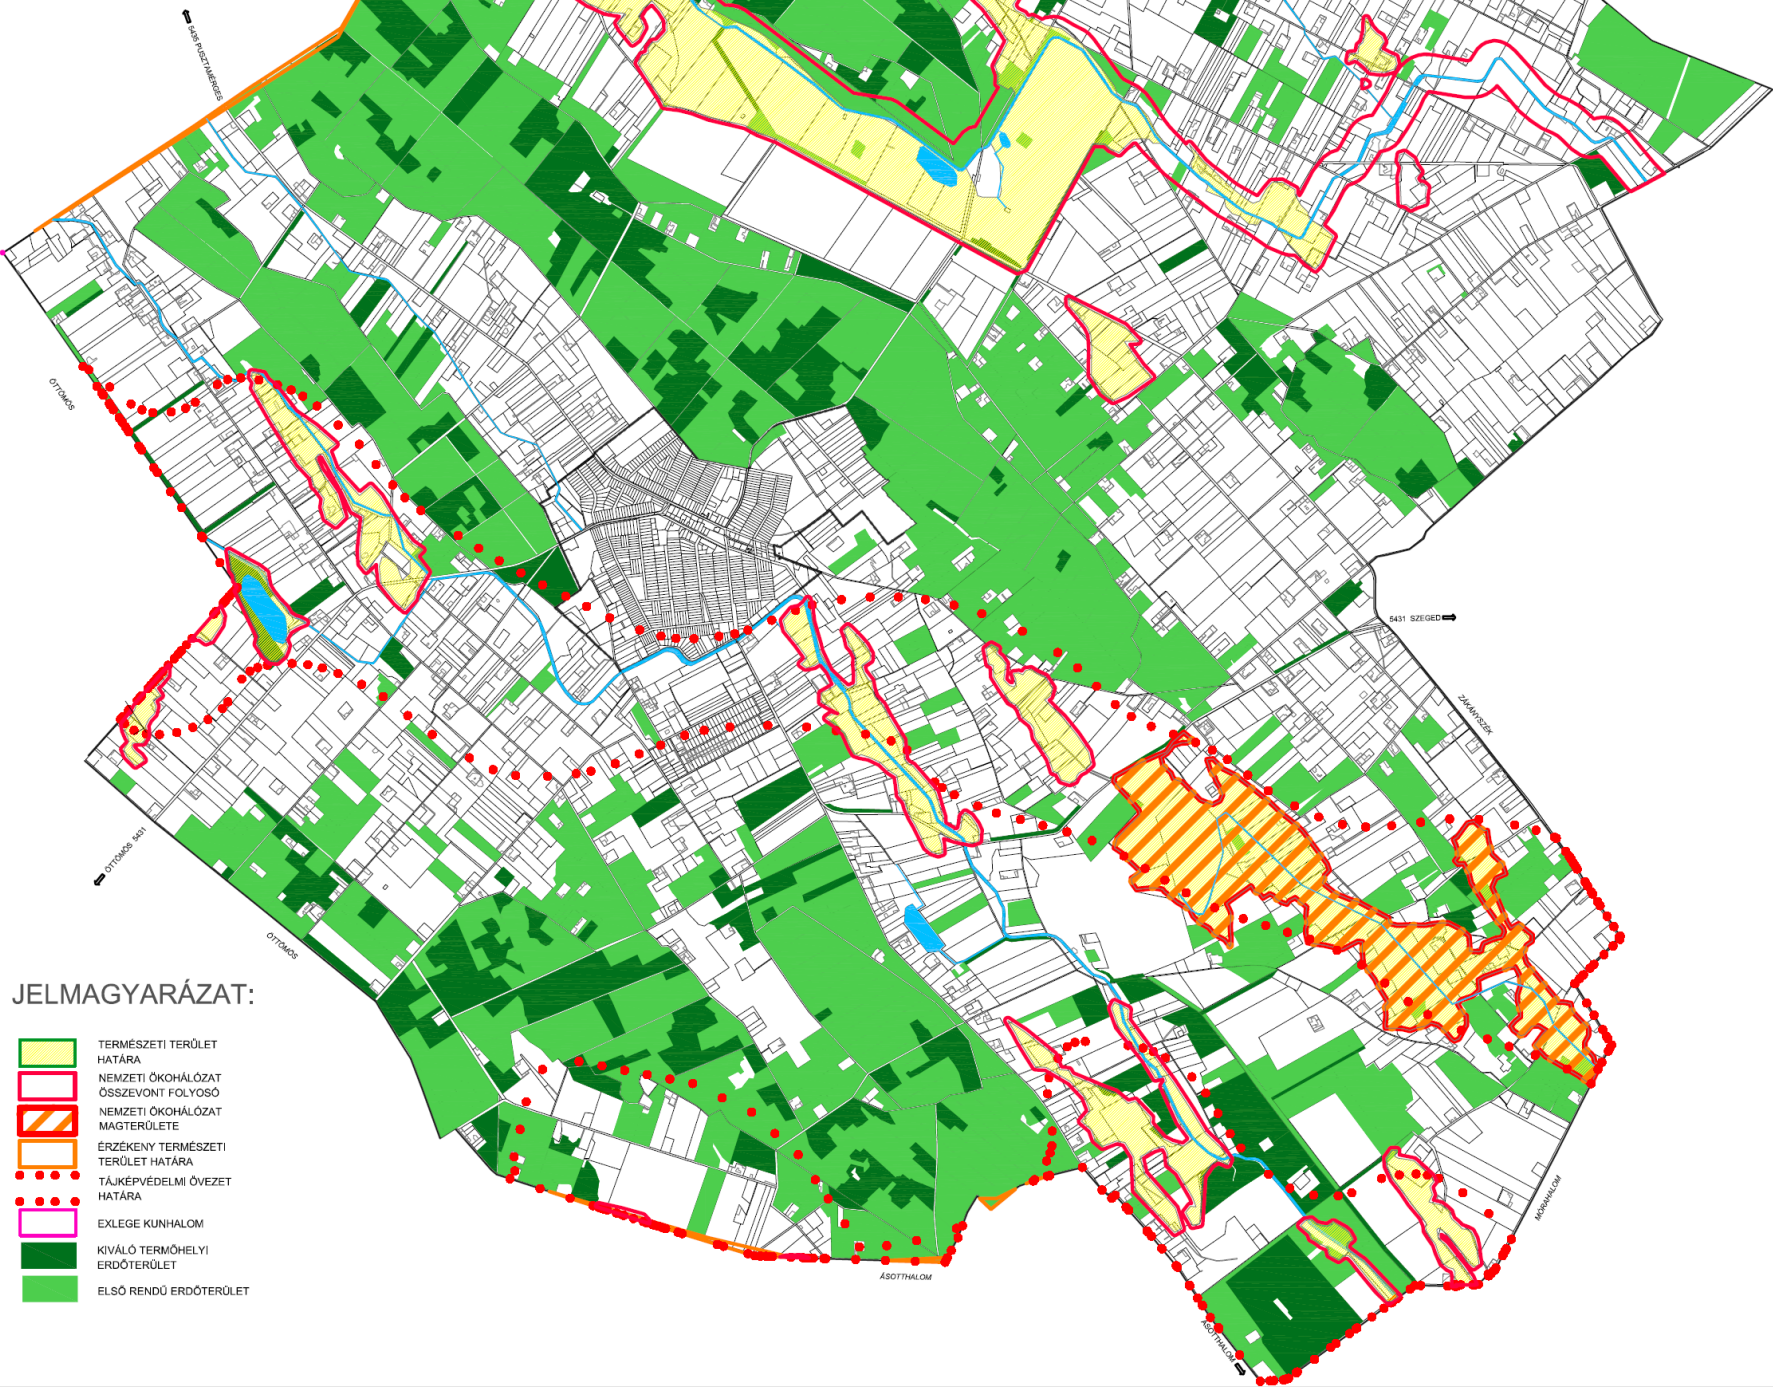 5435 PUSZTAMÉRGES
ÖTTÖMÖS
5431 SZEGED
ZÁKÁNYSZÉK
ÖTTÖMÖS 5431
ÖTTÖMÖS
MÓRAHALOM
ÁSOTTHALOM
ÁSOTTHALOM
JELMAGYARÁZAT:
TERMÉSZETI TERÜLET
HATÁRA
NEMZETI ÖKOHÁLÓZAT
ÖSSZEVONT FOLYOSÓ
NEMZETI ÖKOHÁLÓZAT
MAGTERÜLETE
ÉRZÉKENY TERMÉSZETI
TERÜLET HATÁRA
TÁJKÉPVÉDELMI ÖVEZET
HATÁRA
EXLEGE KUNHALOM
KIVÁLÓ TERMŐHELYI
ERDŐTERÜLET
ELSŐ RENDŰ ERDŐTERÜLET